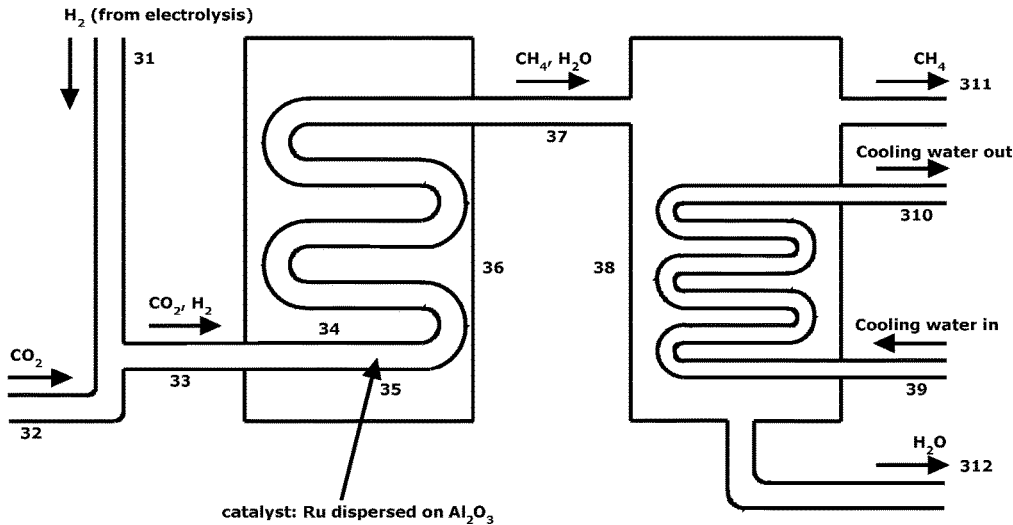 H₂ (from electrolysis)
31
CH₄, H₂O
CH₄
311
37
Cooling water out
310
36
38
CO₂, H₂
34
Cooling water in
CO₂
33
35
39
32
H₂O
312
catalyst: Ru dispersed on Al₂O₃